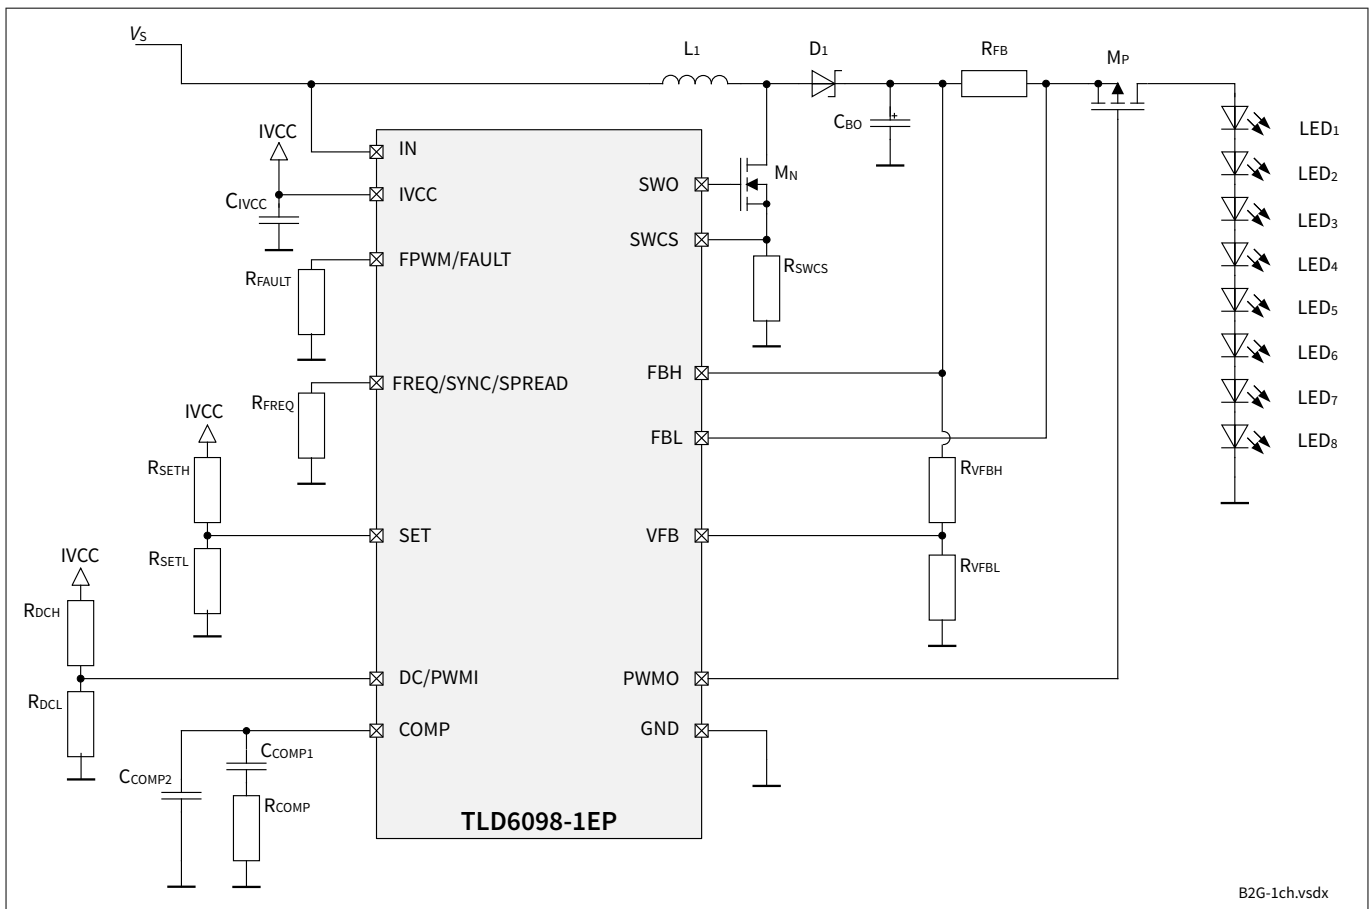 VS
L1
D1
RFB
MP
CBO
LED1
LED2
LED3
LED4
LED5
LED6
LED7
LED8
IVCC
CIVCC
RFAULT
RFREQ
IVCC
RSETH
RSETL
IVCC
RDCH
RDCL
CCOMP2
CCOMP1
RCOMP
IN
IVCC
FPWM/FAULT
FREQ/SYNC/SPREAD
SET
DC/PWMI
COMP
SWO
SWCS
FBH
FBL
VFB
PWMO
GND
TLD6098-1EP
MN
RSWCS
RVFBH
RVFBL
B2G-1ch.vsdx